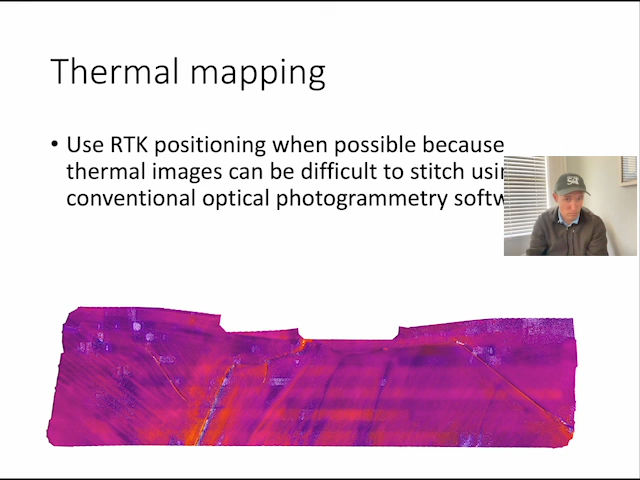 Thermal mapping
• Use RTK positioning when possible because
thermal images can be difficult to stitch
conventional optical photogrammetry